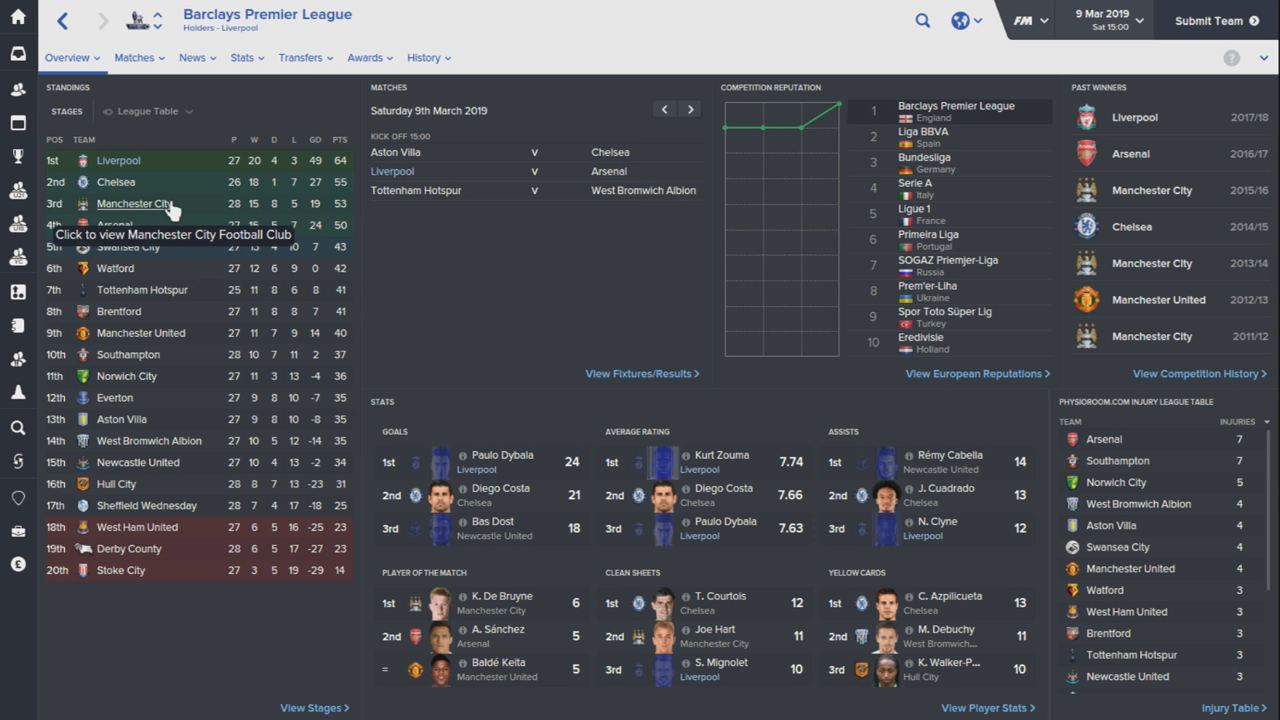 Barclays Premier League
Holders - Liverpool
FM
9 Mar 2019
Sat 15:00
Submit Team
Overview
Matches
News
Stats
Transfers
Awards
History
?
STANDINGS
STAGES League Table
POS TEAM P W D L GD PTS
1st Liverpool 27 20 4 3 49 64
2nd Chelsea 26 18 1 7 27 55
3rd Manchester City 28 15 8 5 19 53
4th Arsenal 27 15 5 7 24 50
Click to view Manchester City Football Club
5th Swansea City 27 13 4 10 7 43
6th Watford 27 12 6 9 0 42
7th Tottenham Hotspur 25 11 8 6 8 41
8th Brentford 27 11 8 8 7 41
9th Manchester United 27 11 7 9 14 40
10th Southampton 28 10 7 11 2 37
11th Norwich City 27 11 3 13 -4 36
12th Everton 27 9 8 10 -7 35
13th Aston Villa 27 9 8 10 -8 35
14th West Bromwich Albion 27 10 5 12 -14 35
15th Newcastle United 27 10 4 13 -2 34
16th Hull City 28 8 7 13 -23 31
17th Sheffield Wednesday 28 7 4 17 -18 25
18th West Ham United 27 6 5 16 -25 23
19th Derby County 28 6 5 17 -27 23
20th Stoke City 27 3 5 19 -29 14
View Stages >
MATCHES
Saturday 9th March 2019
KICK OFF 15:00
Aston Villa v Chelsea
Liverpool v Arsenal
Tottenham Hotspur v West Bromwich Albion
View Fixtures/Results >
COMPETITION REPUTATION
1 Barclays Premier League
England
2 Liga BBVA
Spain
3 Bundesliga
Germany
4 Serie A
Italy
5 Ligue 1
France
6 Primeira Liga
Portugal
7 SOGAZ Premjer-Liga
Russia
8 Prem'er-Liha
Ukraine
9 Spor Toto Süper Lig
Turkey
10 Eredivisie
Holland
View European Reputations >
PAST WINNERS
Liverpool 2017/18
Arsenal 2016/17
Manchester City 2015/16
Chelsea 2014/15
Manchester City 2013/14
Manchester United 2012/13
Manchester City 2011/12
View Competition History >
STATS
GOALS
1st Paulo Dybala 24
Liverpool
2nd Diego Costa 21
Chelsea
3rd Bas Dost 18
Newcastle United
AVERAGE RATING
1st Kurt Zouma 7.74
Liverpool
2nd Diego Costa 7.66
Chelsea
3rd Paulo Dybala 7.63
Liverpool
ASSISTS
1st Rémy Cabella 14
Newcastle United
2nd J. Cuadrado 13
Chelsea
3rd N. Clyne 12
Liverpool
PLAYER OF THE MATCH
1st K. De Bruyne 6
Manchester City
2nd A. Sánchez 5
Arsenal
= Baldé Keita 5
Manchester United
CLEAN SHEETS
1st T. Courtois 12
Chelsea
2nd Joe Hart 11
Manchester City
3rd S. Mignolet 10
Liverpool
YELLOW CARDS
1st C. Azpilicueta 13
Chelsea
2nd M. Debuchy 11
West Bromwich...
3rd K. Walker-P... 10
Hull City
View Player Stats >
PHYSIOROOM.COM INJURY LEAGUE TABLE
TEAM INJURIES
Arsenal 7
Southampton 7
Norwich City 5
West Bromwich Albion 4
Aston Villa 4
Swansea City 4
Manchester United 4
Watford 3
West Ham United 3
Brentford 3
Tottenham Hotspur 3
Newcastle United 3
Injury Table >